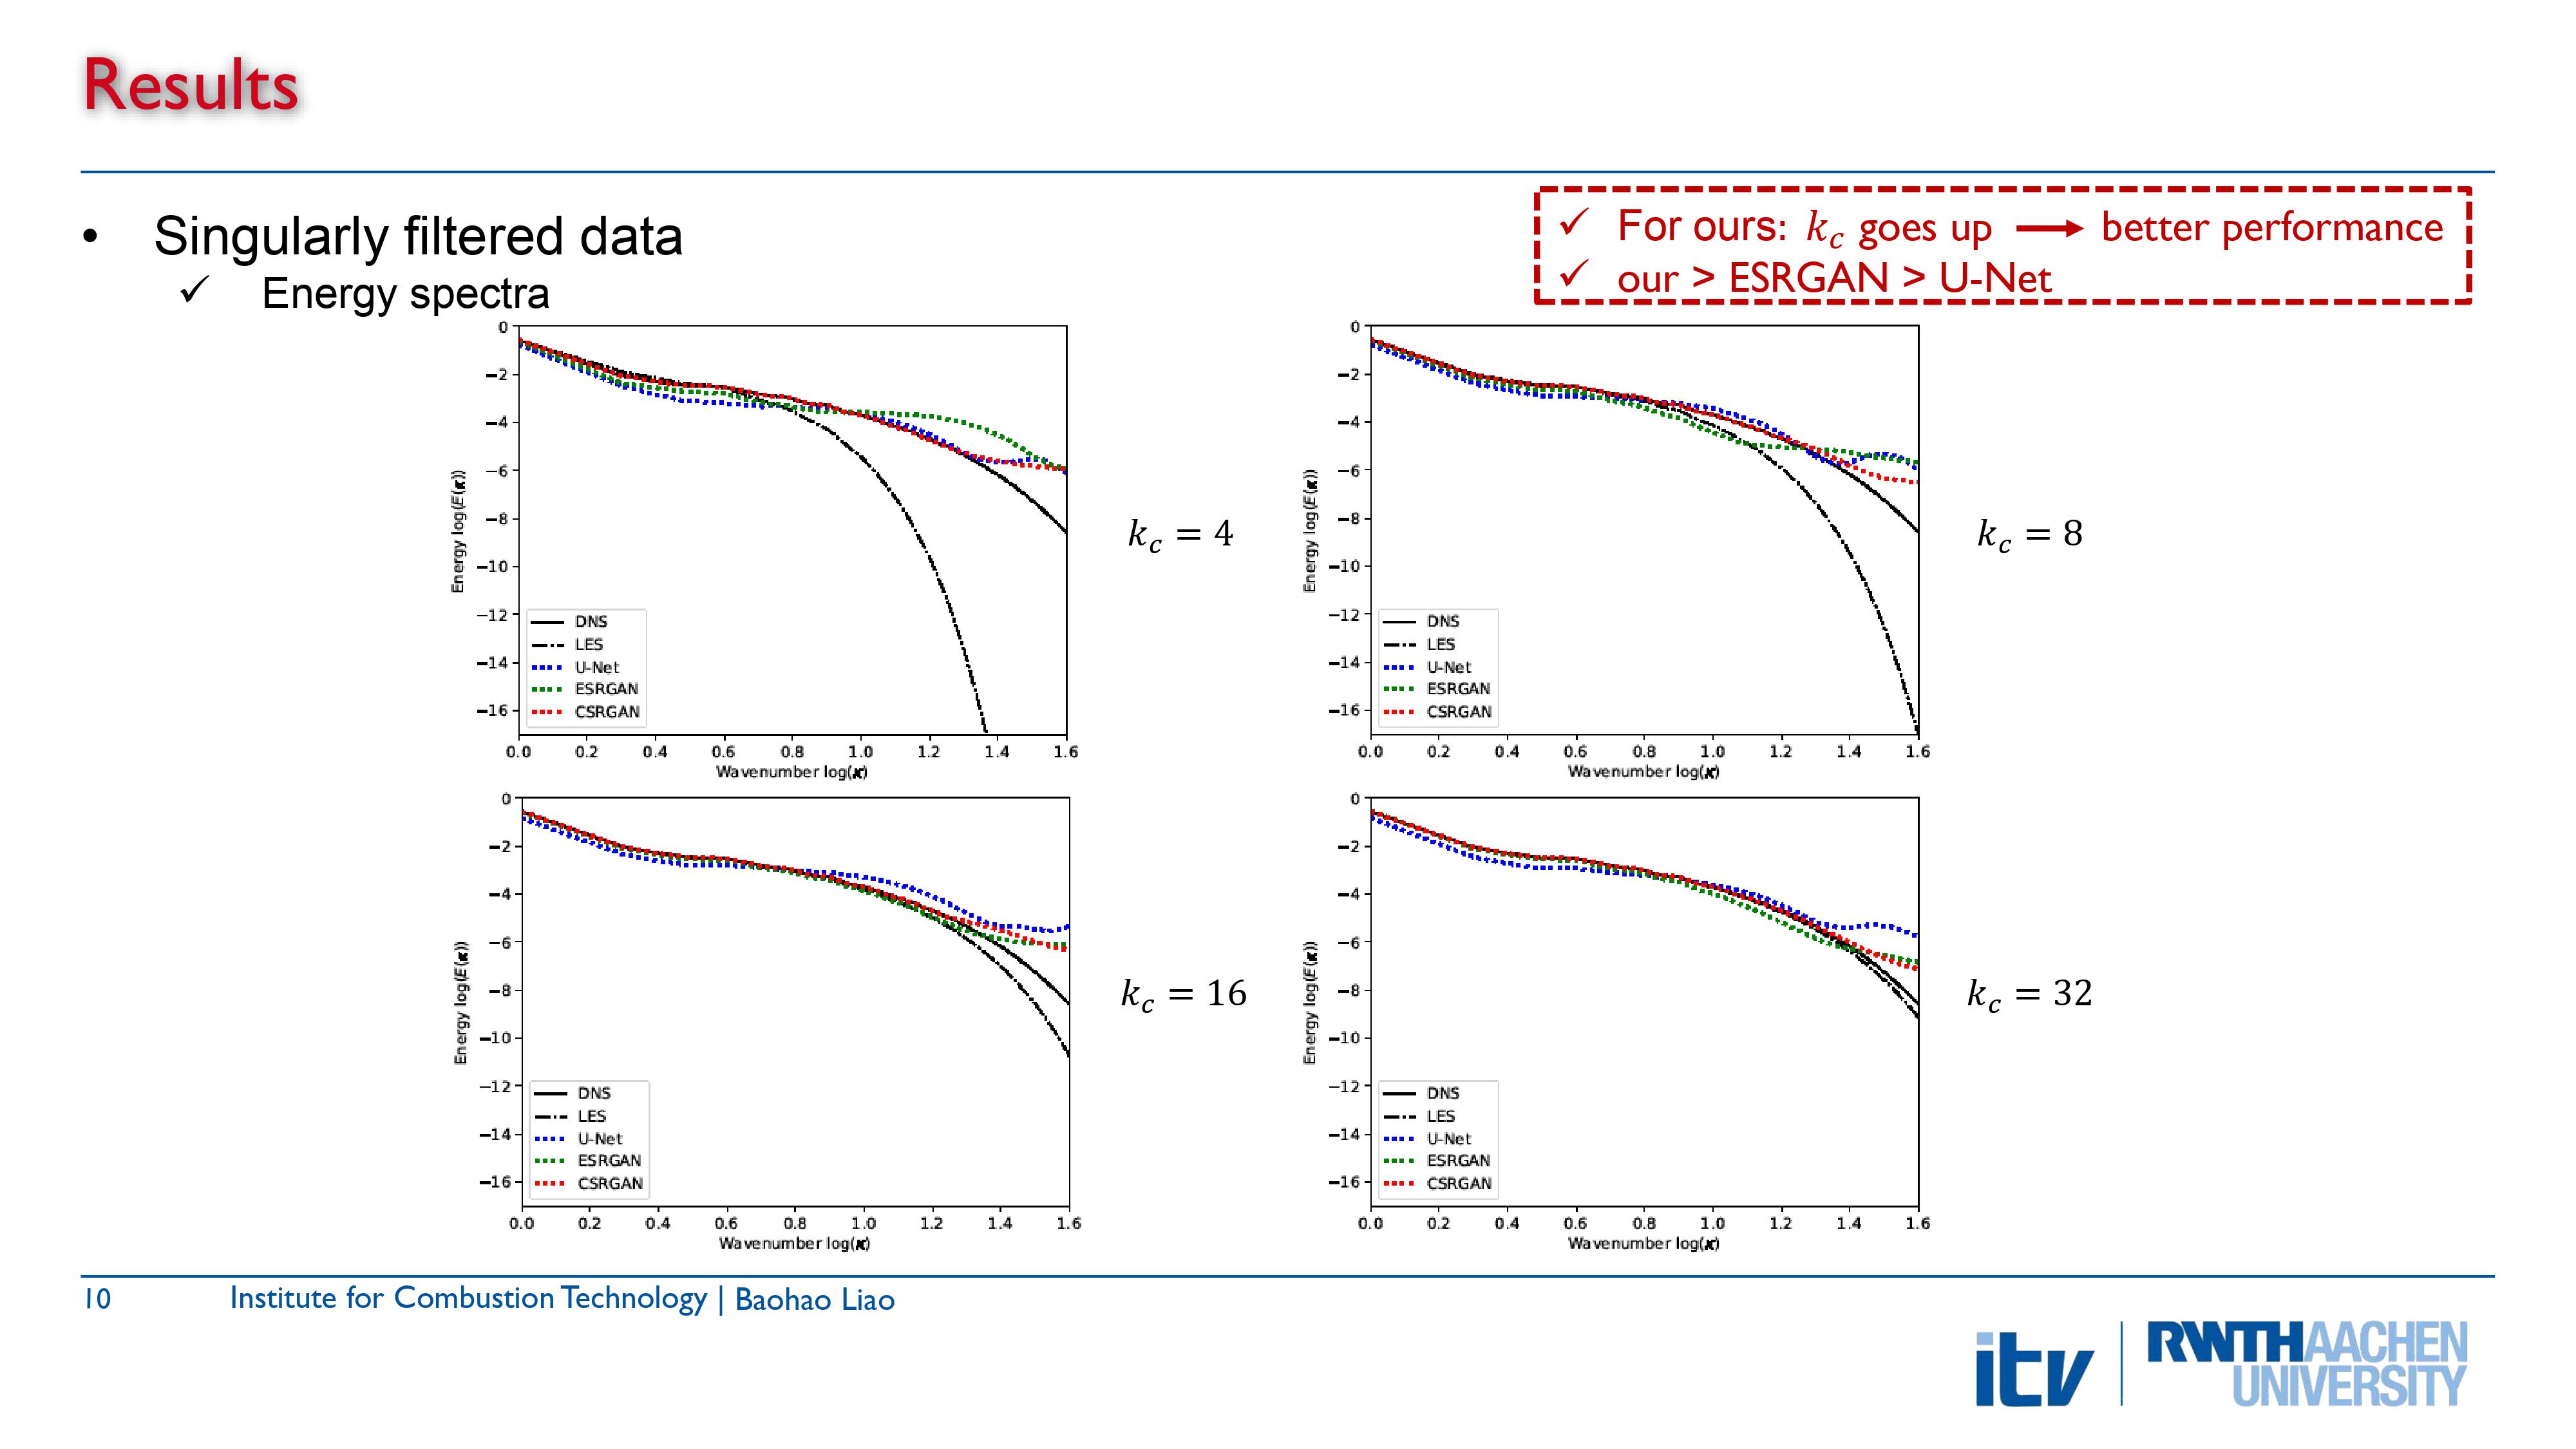 Results
• Singularly filtered data
✓ Energy spectra
✓ For ours: k_c goes up ⟶ better performance
✓ our > ESRGAN > U-Net
0
−2
−4
−6
−8
−10
−12
−14
−16
Energy log(E(κ))
DNS
LES
U-Net
ESRGAN
CSRGAN
0.0 0.2 0.4 0.6 0.8 1.0 1.2 1.4 1.6
Wavenumber log(κ)
k_c = 4
0
−2
−4
−6
−8
−10
−12
−14
−16
Energy log(E(κ))
DNS
LES
U-Net
ESRGAN
CSRGAN
0.0 0.2 0.4 0.6 0.8 1.0 1.2 1.4 1.6
Wavenumber log(κ)
k_c = 8
0
−2
−4
−6
−8
−10
−12
−14
−16
Energy log(E(κ))
DNS
LES
U-Net
ESRGAN
CSRGAN
0.0 0.2 0.4 0.6 0.8 1.0 1.2 1.4 1.6
Wavenumber log(κ)
k_c = 16
0
−2
−4
−6
−8
−10
−12
−14
−16
Energy log(E(κ))
DNS
LES
U-Net
ESRGAN
CSRGAN
0.0 0.2 0.4 0.6 0.8 1.0 1.2 1.4 1.6
Wavenumber log(κ)
k_c = 32
10 Institute for Combustion Technology | Baohao Liao
itv
RWTHAACHEN
UNIVERSITY